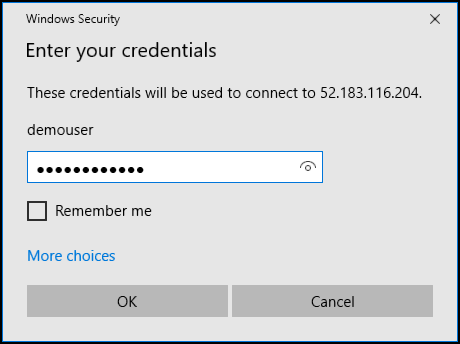 Windows Security
Enter your credentials
These credentials will be used to connect to 52.183.116.204.
demouser
●●●●●●●●●●●●
Remember me
More choices
OK
Cancel